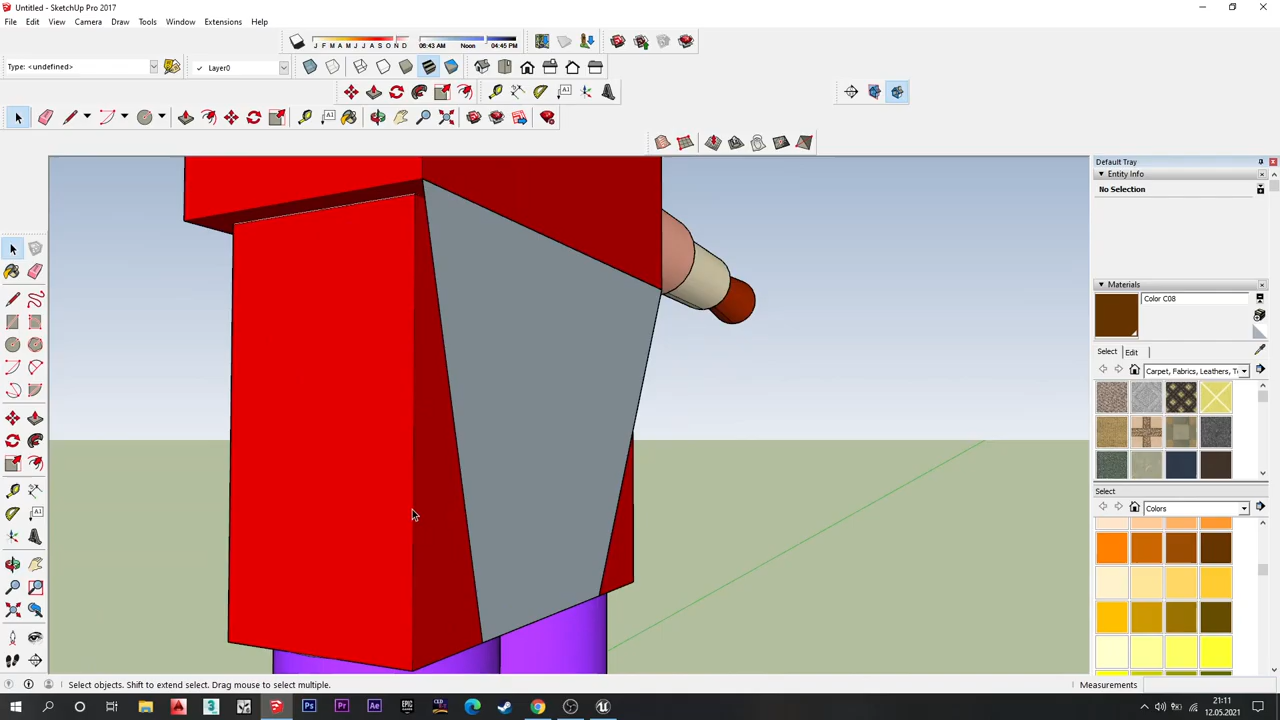 Untitled - SketchUp Pro 2017
File Edit View Camera Draw Tools Window Extensions Help
J F M A M J J A S O N D 06:43 AM Noon 04:45 PM
Type: <undefined> Layer0
Default Tray
Entity Info
No Selection
Materials
Color C08
Select Edit
Carpet, Fabrics, Leathers, T
Select
Colors
Select objects. Shift to extend select. Drag mouse to select multiple. Measurements
21:11
12.05.2021